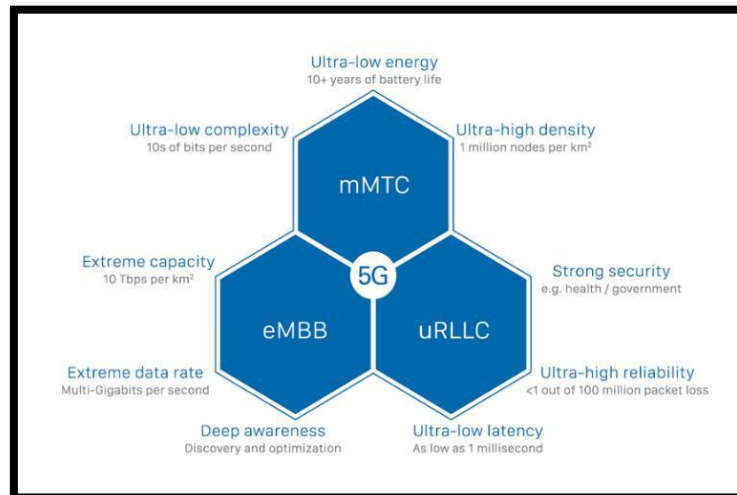 Ultra-low energy
10+ years of battery life
Ultra-low complexity
10s of bits per second
Ultra-high density
1 million nodes per km²
mMTC
Extreme capacity
10 Tbps per km²
5G
Strong security
e.g. health / government
eMBB
uRLLC
Extreme data rate
Multi-Gigabits per second
Ultra-high reliability
<1 out of 100 million packet loss
Deep awareness
Discovery and optimization
Ultra-low latency
As low as 1 millisecond